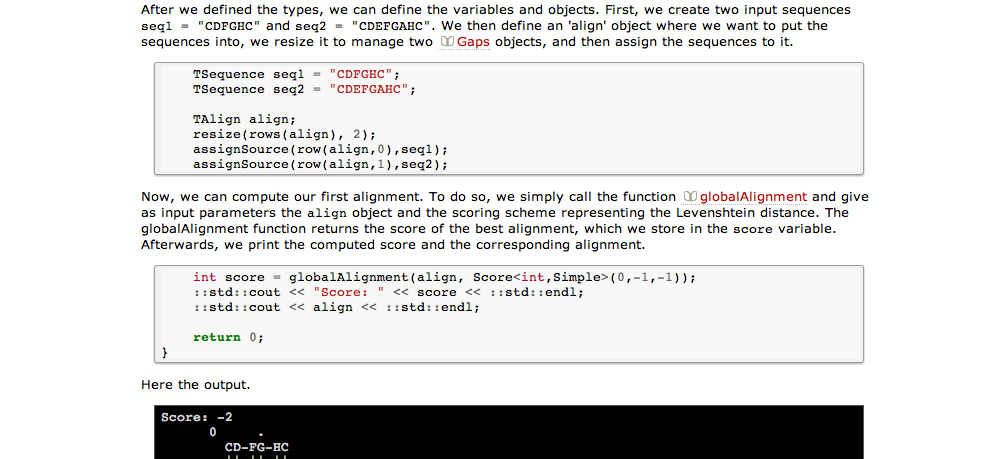 After we defined the types, we can define the variables and objects. First, we create two input sequences
seq1 = "CDFGHC" and seq2 = "CDEFGAHC". We then define an 'align' object where we want to put the
sequences into, we resize it to manage two Gaps objects, and then assign the sequences to it.
TSequence seq1 = "CDFGHC";
TSequence seq2 = "CDEFGAHC";
TAlign align;
resize(rows(align), 2);
assignSource(row(align,0),seq1);
assignSource(row(align,1),seq2);
Now, we can compute our first alignment. To do so, we simply call the function globalAlignment and give
as input parameters the align object and the scoring scheme representing the Levenshtein distance. The
globalAlignment function returns the score of the best alignment, which we store in the score variable.
Afterwards, we print the computed score and the corresponding alignment.
int score = globalAlignment(align, Score<int,Simple>(0,-1,-1));
::std::cout << "Score: " << score << ::std::endl;
::std::cout << align << ::std::endl;
return 0;
}
Here the output.
Score: -2
0 .
CD-FG-HC